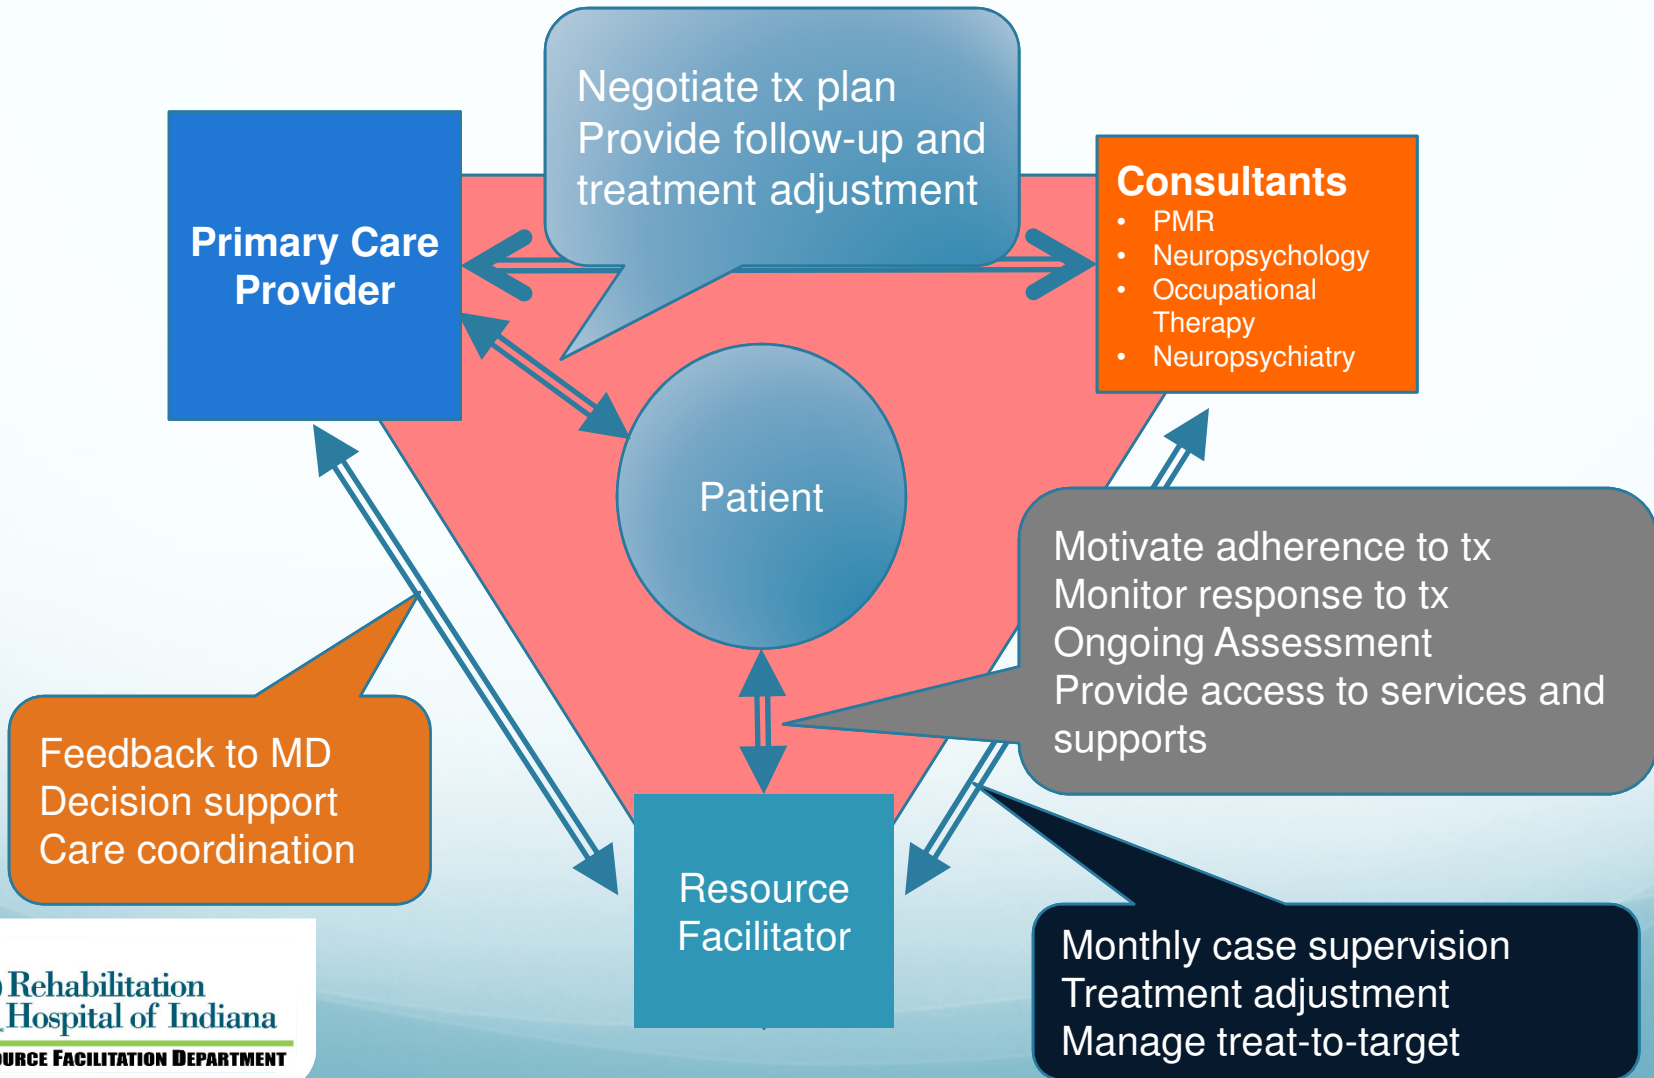 Negotiate tx plan
Provide follow-up and
treatment adjustment
Primary Care
Provider
Consultants
• PMR
• Neuropsychology
• Occupational
Therapy
• Neuropsychiatry
Patient
Motivate adherence to tx
Monitor response to tx
Ongoing Assessment
Provide access to services and
supports
Feedback to MD
Decision support
Care coordination
Resource
Facilitator
Monthly case supervision
Treatment adjustment
Manage treat-to-target
Rehabilitation
Hospital of Indiana
FACILITATION DEPARTMENT